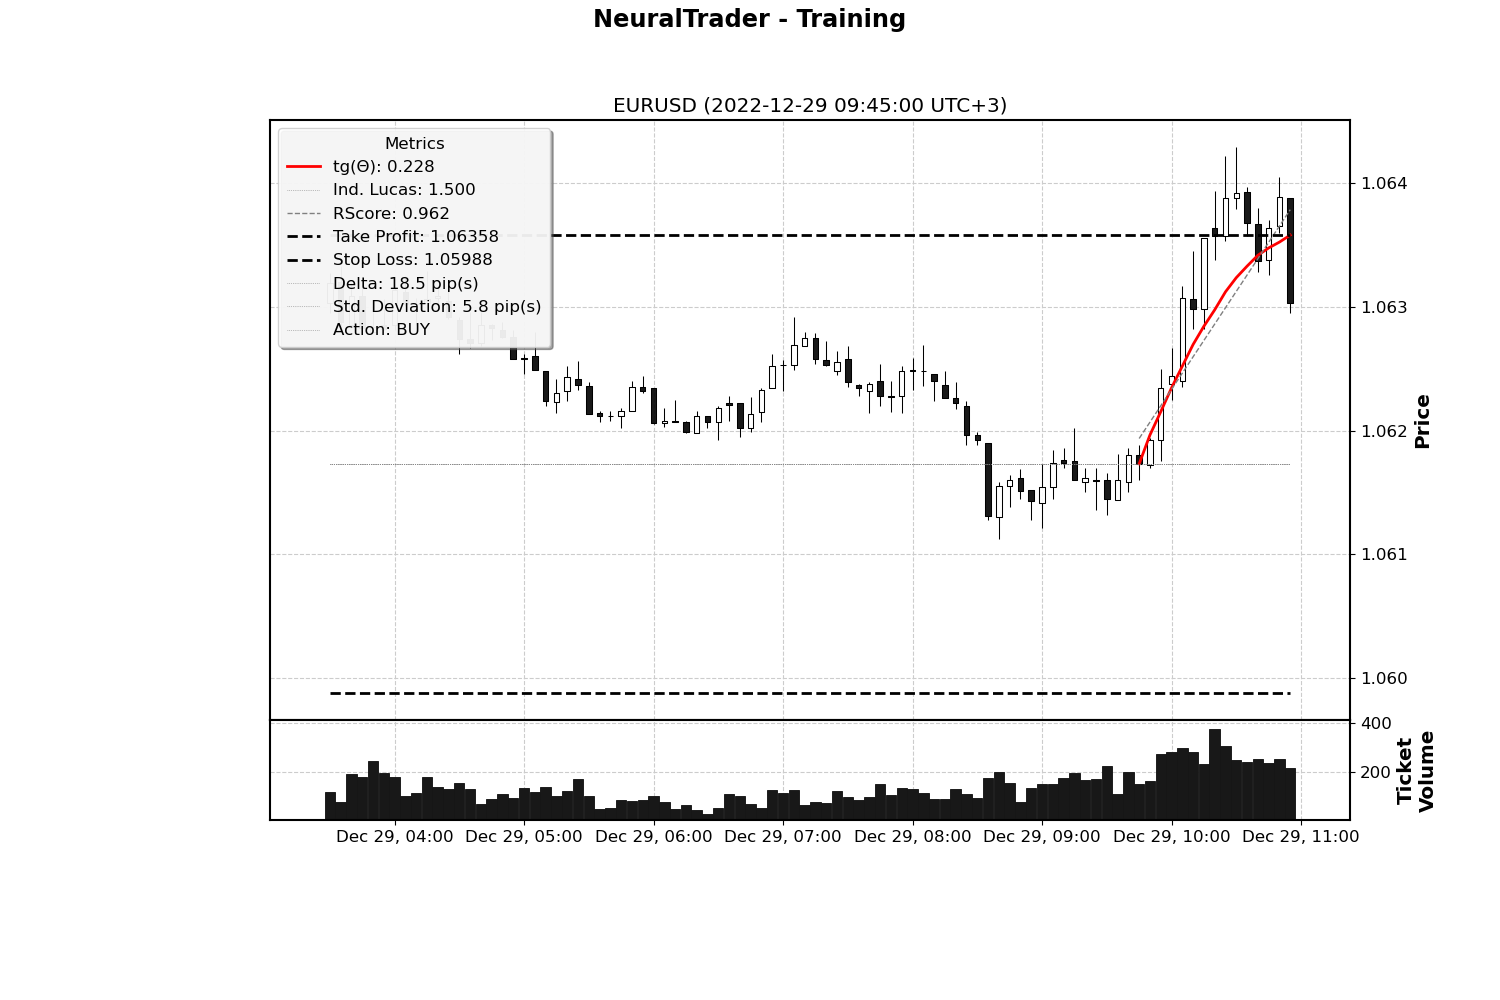 NeuralTrader - Training
EURUSD (2022-12-29 09:45:00 UTC+3)
Metrics
tg(Θ): 0.228
Ind. Lucas: 1.500
RScore: 0.962
Take Profit: 1.06358
Stop Loss: 1.05988
Delta: 18.5 pip(s)
Std. Deviation: 5.8 pip(s)
Action: BUY
1.064
1.063
1.062
1.061
1.060
Price
400
200
Ticket
Volume
Dec 29, 04:00
Dec 29, 05:00
Dec 29, 06:00
Dec 29, 07:00
Dec 29, 08:00
Dec 29, 09:00
Dec 29, 10:00
Dec 29, 11:00